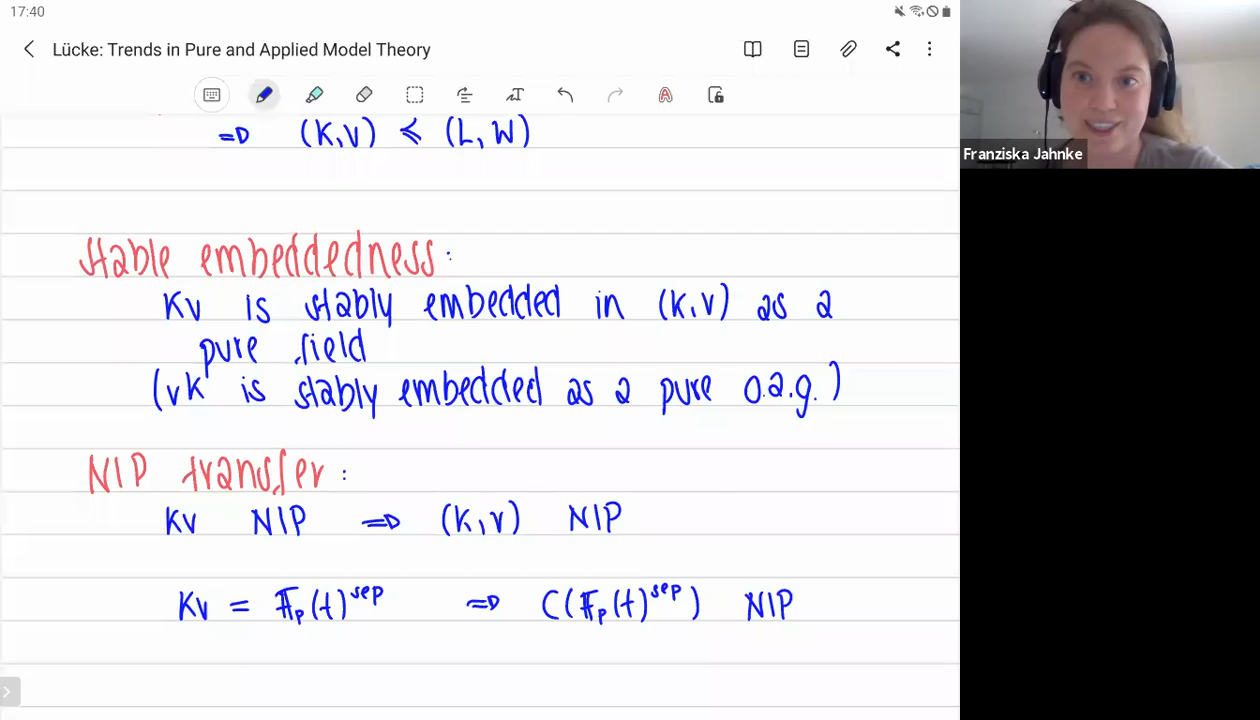 17:40
Lücke: Trends in Pure and Applied Model Theory
⇒ (K,v) ≼ (L,w)
Franziska Jahnke
stable embeddedness:
Kv is stably embedded in (K,v) as a
pure field
(vK is stably embedded as a pure o.a.g.)
NIP transfer:
Kv NIP ⇒ (K,v) NIP
Kv = 𝔽ₚ(t)^sep ⇒ C(𝔽ₚ(t)^sep) NIP